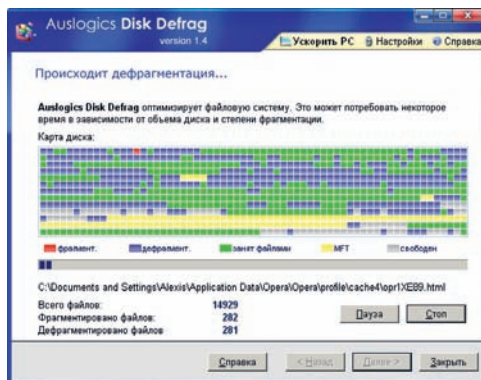 Auslogics Disk Defrag
version 1.4
Ускорить PC Настройки Справка
Происходит дефрагментация...
Auslogics Disk Defrag оптимизирует файловую систему. Это может потребовать некоторое
время в зависимости от объема диска и степени фрагментации.
Карта диска:
фрагмент. дефрагмент. занят файлами MFT свободен
C:\Documents and Settings\Alexis\Application Data\Opera\Opera\profile\cache4\opr1XEB9.html
Всего файлов: 14929
Фрагментировано файлов: 282
Дефрагментировано файлов 281
Пауза Стоп
Справка < Назад Далее > Закрыть